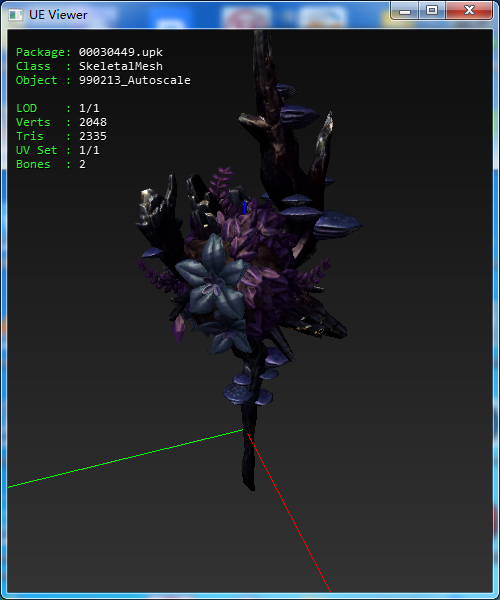 UE Viewer
Package: 00030449.upk
Class : SkeletalMesh
Object : 990213_Autoscale
LOD : 1/1
Verts : 2048
Tris : 2335
UV Set : 1/1
Bones : 2